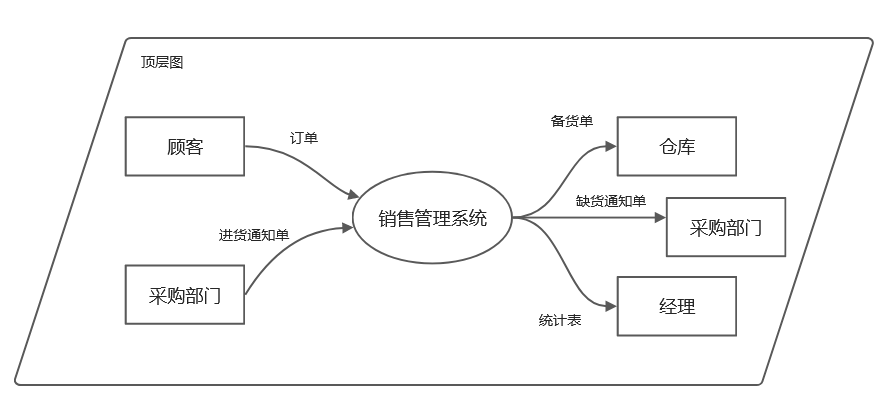 顶层图
顾客
订单
备货单
仓库
销售管理系统
缺货通知单
采购部门
进货通知单
采购部门
统计表
经理